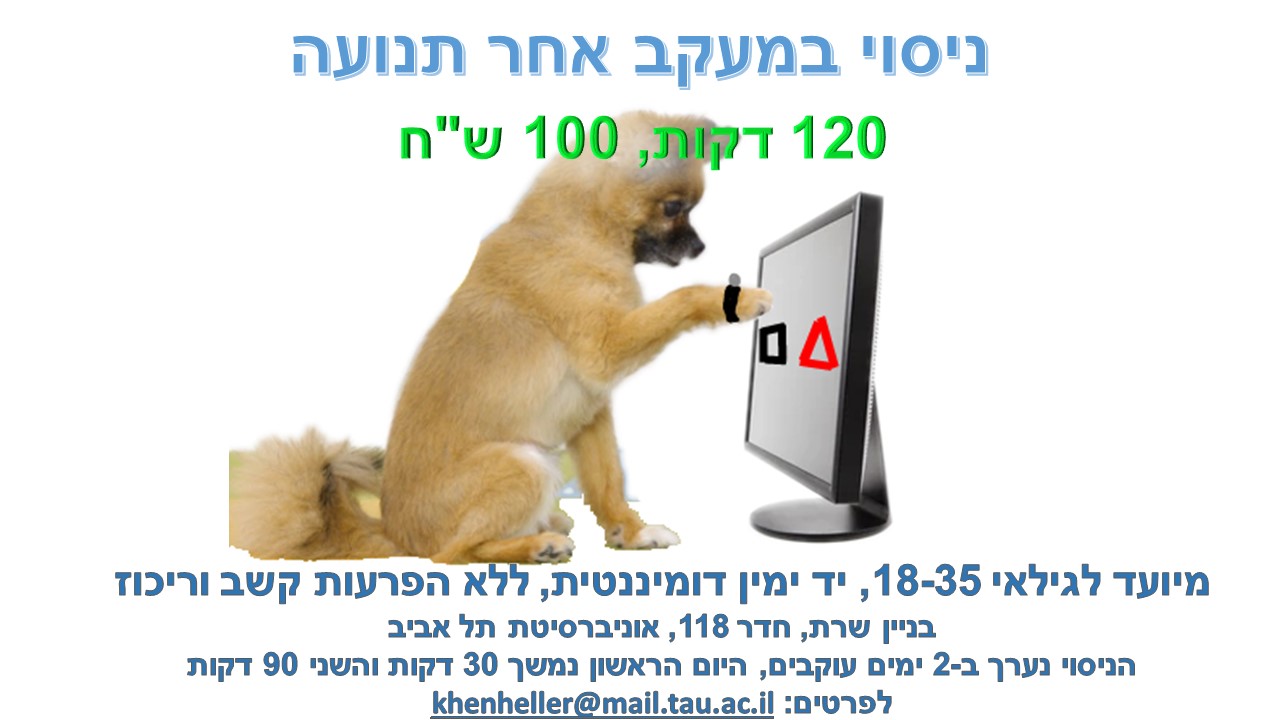 ניסוי במעקב אחר תנועה
120 דקות, 100 ש"ח
מיועד לגילאי 18-35, יד ימין דומיננטית, ללא הפרעות קשב וריכוז
בניין שרת, חדר 118, אוניברסיטת תל אביב
הניסוי נערך ב-2 ימים עוקבים, היום הראשון נמשך 30 דקות והשני 90 דקות
לפרטים: khenheller@mail.tau.ac.il